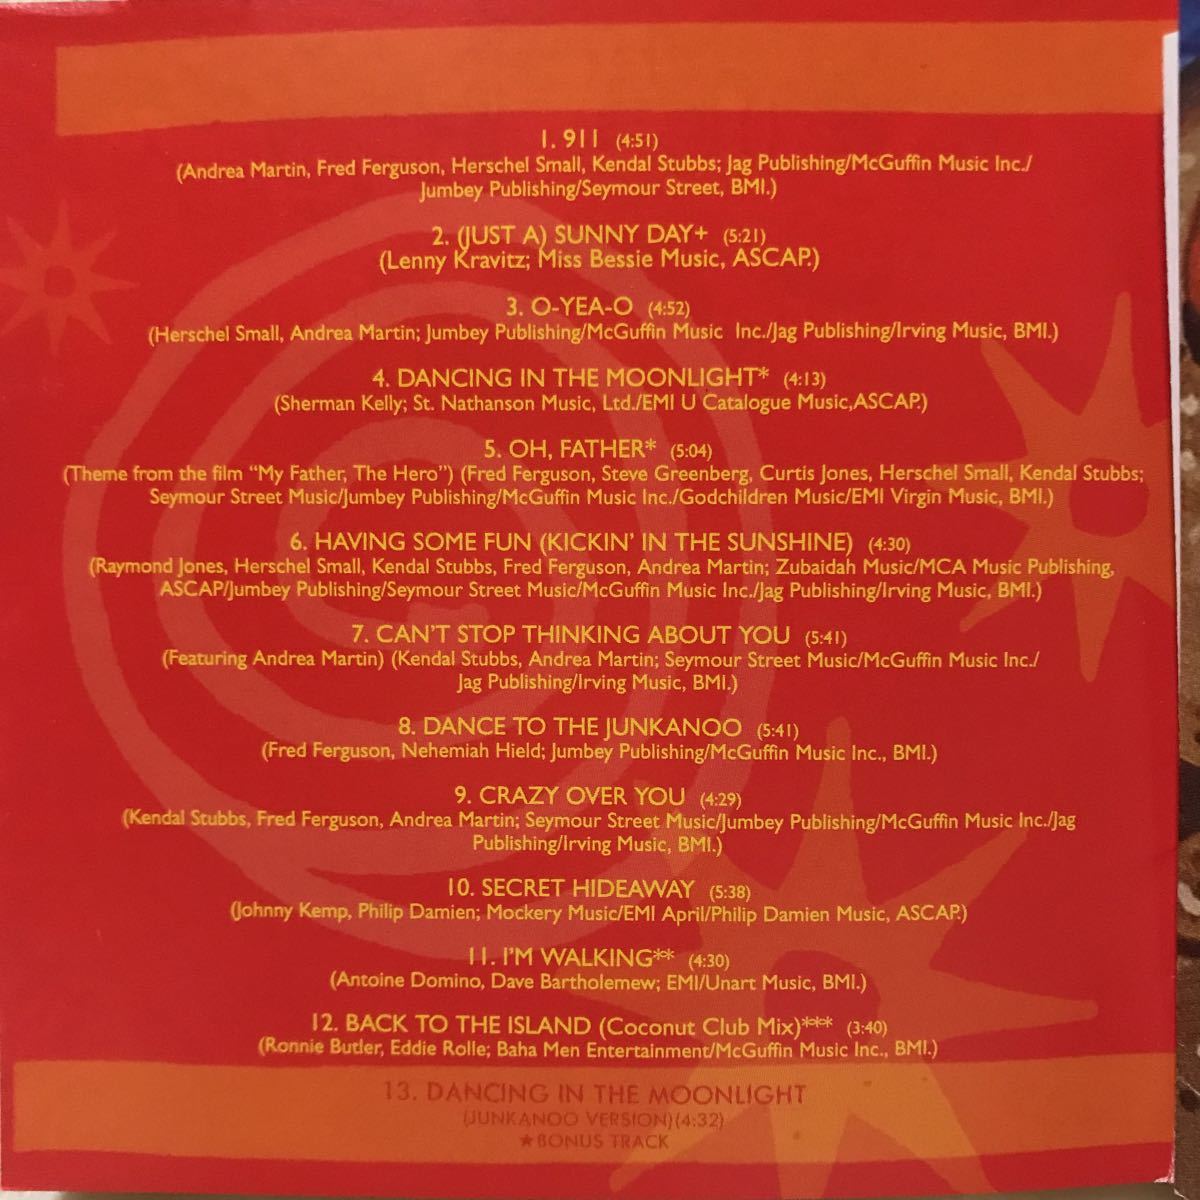 1. 911 (4:51)
(Andrea Martin, Fred Ferguson, Herschel Small, Kendal Stubbs; Jag Publishing/McGuffin Music Inc./
Jumbey Publishing/Seymour Street, BMI.)
2. (JUST A) SUNNY DAY+ (5:21)
(Lenny Kravitz; Miss Bessie Music, ASCAP.)
3. O-YEA-O (4:52)
(Herschel Small, Andrea Martin; Jumbey Publishing/McGuffin Music Inc./Jag Publishing/Irving Music, BMI.)
4. DANCING IN THE MOONLIGHT* (4:13)
(Sherman Kelly; St. Nathanson Music, Ltd./EMI U Catalogue Music,ASCAP.)
5. OH, FATHER* (5:04)
(Theme from the film “My Father, The Hero”) (Fred Ferguson, Steve Greenberg, Curtis Jones, Herschel Small, Kendal Stubbs;
Seymour Street Music/Jumbey Publishing/McGuffin Music Inc./Godchildren Music/EMI Virgin Music, BMI.)
6. HAVING SOME FUN (KICKIN’ IN THE SUNSHINE) (4:30)
(Raymond Jones, Herschel Small, Kendal Stubbs, Fred Ferguson, Andrea Martin; Zubaidah Music/MCA Music Publishing,
ASCAP/Jumbey Publishing/Seymour Street Music/McGuffin Music Inc./Jag Publishing/Irving Music, BMI.)
7. CAN’T STOP THINKING ABOUT YOU (5:41)
(Featuring Andrea Martin) (Kendal Stubbs, Andrea Martin; Seymour Street Music/McGuffin Music Inc./
Jag Publishing/Irving Music, BMI.)
8. DANCE TO THE JUNKANOO (5:41)
(Fred Ferguson, Nehemiah Hield; Jumbey Publishing/McGuffin Music Inc., BMI.)
9. CRAZY OVER YOU (4:29)
(Kendal Stubbs, Fred Ferguson, Andrea Martin; Seymour Street Music/Jumbey Publishing/McGuffin Music Inc./Jag
Publishing/Irving Music, BMI.)
10. SECRET HIDEAWAY (5:38)
(Johnny Kemp, Philip Damien; Mockery Music/EMI April/Philip Damien Music, ASCAP.)
11. I’M WALKING** (4:30)
(Antoine Domino, Dave Bartholemew; EMI/Unart Music, BMI.)
12. BACK TO THE ISLAND (Coconut Club Mix)*** (3:40)
(Ronnie Butler, Eddie Rolle; Baha Men Entertainment/McGuffin Music Inc., BMI.)
13. DANCING IN THE MOONLIGHT
(JUNKANOO VERSION)(4:32)
★BONUS TRACK